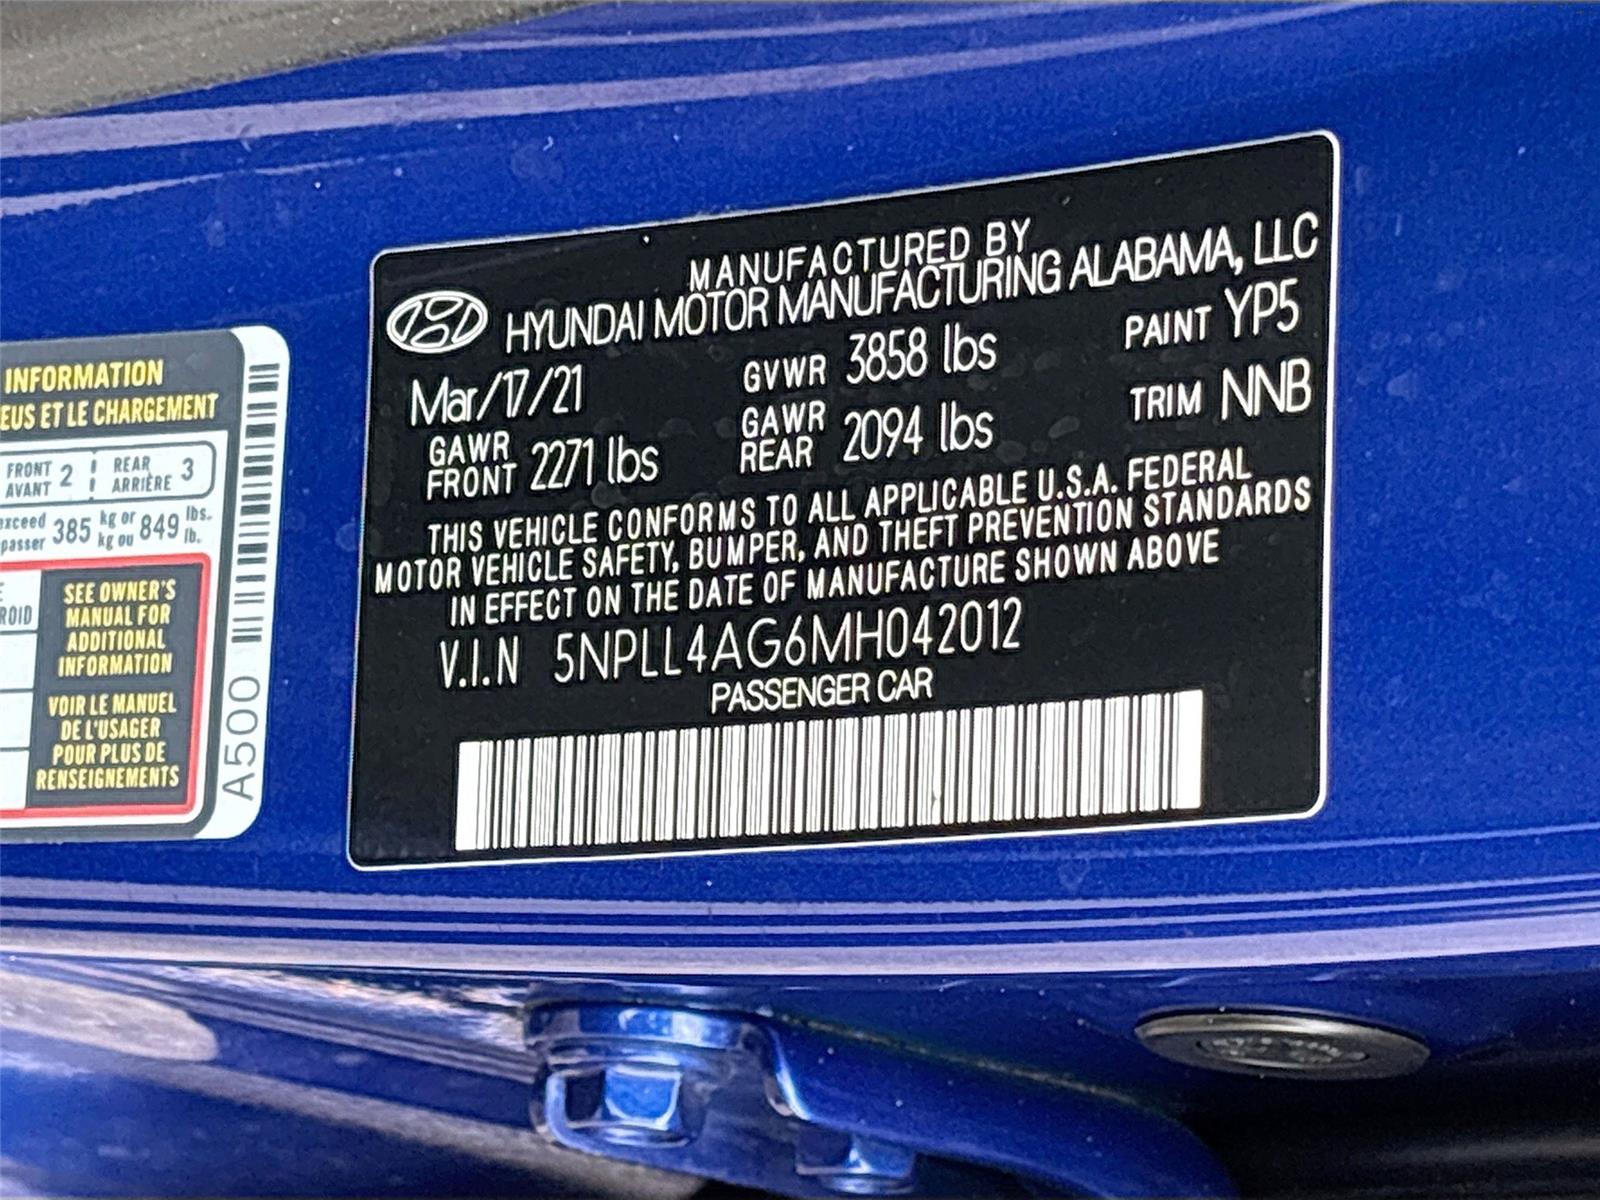 INFORMATION
EUS ET LE CHARGEMENT
FRONT
AVANT 2
REAR
ARRIÈRE 3
exceed
passer 385 kg or
kg ou 849 lbs.
lb.
SEE OWNER'S
MANUAL FOR
ADDITIONAL
INFORMATION
VOIR LE MANUEL
DE L'USAGER
POUR PLUS DE
RENSEIGNEMENTS
A500
MANUFACTURED BY
HYUNDAI MOTOR MANUFACTURING ALABAMA, LLC
Mar/17/21 GVWR 3858 lbs PAINT YP5
GAWR
FRONT 2271 lbs GAWR
REAR 2094 lbs TRIM NNB
THIS VEHICLE CONFORMS TO ALL APPLICABLE U.S.A. FEDERAL
MOTOR VEHICLE SAFETY, BUMPER, AND THEFT PREVENTION STANDARDS
IN EFFECT ON THE DATE OF MANUFACTURE SHOWN ABOVE
V.I.N 5NPLL4AG6MH042012
PASSENGER CAR